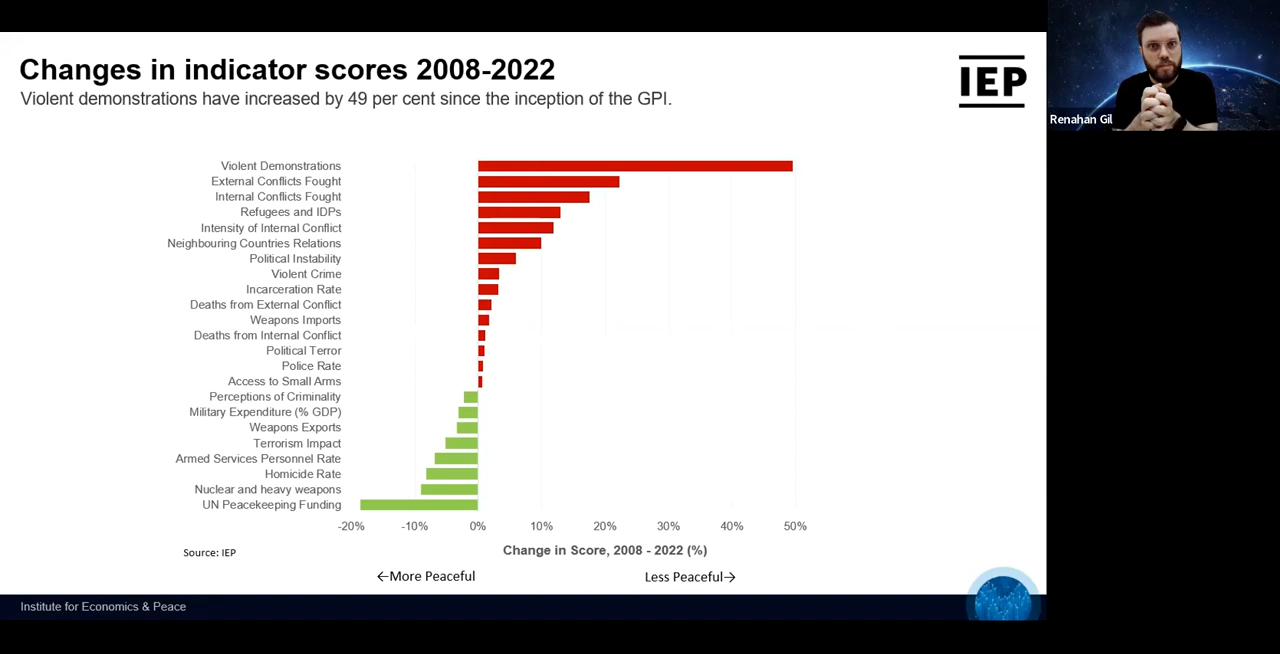 Changes in indicator scores 2008-2022
Violent demonstrations have increased by 49 per cent since the inception of the GPI.
IEP
Renahan Gil
Violent Demonstrations
External Conflicts Fought
Internal Conflicts Fought
Refugees and IDPs
Intensity of Internal Conflict
Neighbouring Countries Relations
Political Instability
Violent Crime
Incarceration Rate
Deaths from External Conflict
Weapons Imports
Deaths from Internal Conflict
Political Terror
Police Rate
Access to Small Arms
Perceptions of Criminality
Military Expenditure (% GDP)
Weapons Exports
Terrorism Impact
Armed Services Personnel Rate
Homicide Rate
Nuclear and heavy weapons
UN Peacekeeping Funding
-20% -10% 0% 10% 20% 30% 40% 50%
Source: IEP
Change in Score, 2008 - 2022 (%)
←More Peaceful Less Peaceful→
Institute for Economics & Peace